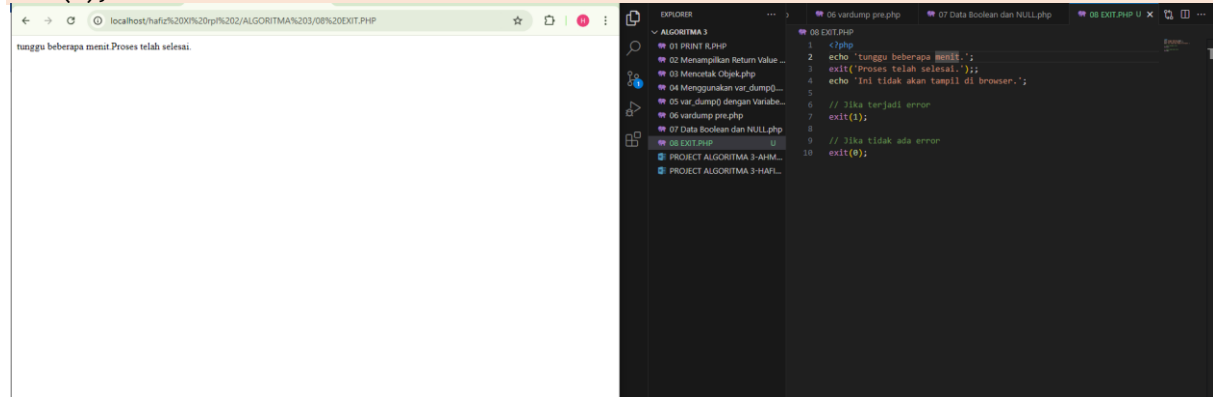 localhost/hafiz%20XI%20rpl%202/ALGORITMA%203/08%20EXIT.PHP
H
tunggu beberapa menit.Proses telah selesai.
EXPLORER
ALGORITMA 3
01 PRINT R.PHP
02 Menampilkan Return Value ...
03 Mencetak Objek.php
04 Menggunakan var_dump()....
05 var_dump() dengan Variabe...
06 vardump pre.php
07 Data Boolean dan NULL.php
08 EXIT.PHP U
PROJECT ALGORITMA 3-AHM...
PROJECT ALGORITMA 3-HAFI...
1
06 vardump pre.php
07 Data Boolean dan NULL.php
08 EXIT.PHP U
08 EXIT.PHP
1 <?php
2 echo 'tunggu beberapa menit.';
3 exit('Proses telah selesai.');;
4 echo 'Ini tidak akan tampil di browser.';
5
6 // Jika terjadi error
7 exit(1);
8
9 // Jika tidak ada error
10 exit(0);